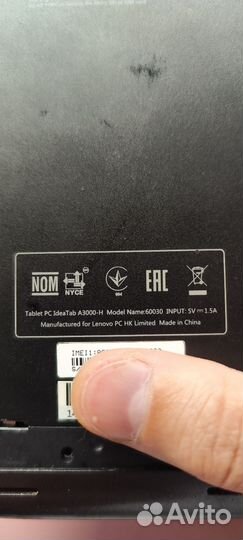 NOM
NYCE
EAC
Tablet PC IdeaTab A3000-H Model Name:60030 INPUT: 5V⎓1.5A
Manufactured for Lenovo PC HK Limited Made in China
IMEI1:
S/
14
Avito